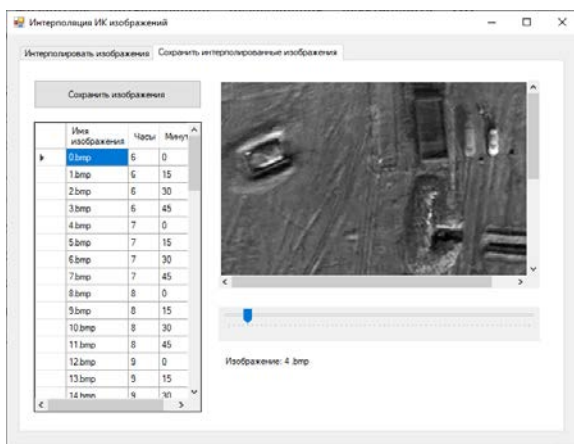 Интерполяция ИК изображений
Интерполировать изображения Сохранить интерполированные изображения
Сохранить изображения
Имя изображения Часы Минут
0.bmp 6 0
1.bmp 6 15
2.bmp 6 30
3.bmp 6 45
4.bmp 7 0
5.bmp 7 15
6.bmp 7 30
7.bmp 7 45
8.bmp 8 0
9.bmp 8 15
10.bmp 8 30
11.bmp 8 45
12.bmp 9 0
13.bmp 9 15
14.bmp 9 30
Изображение: 4 .bmp